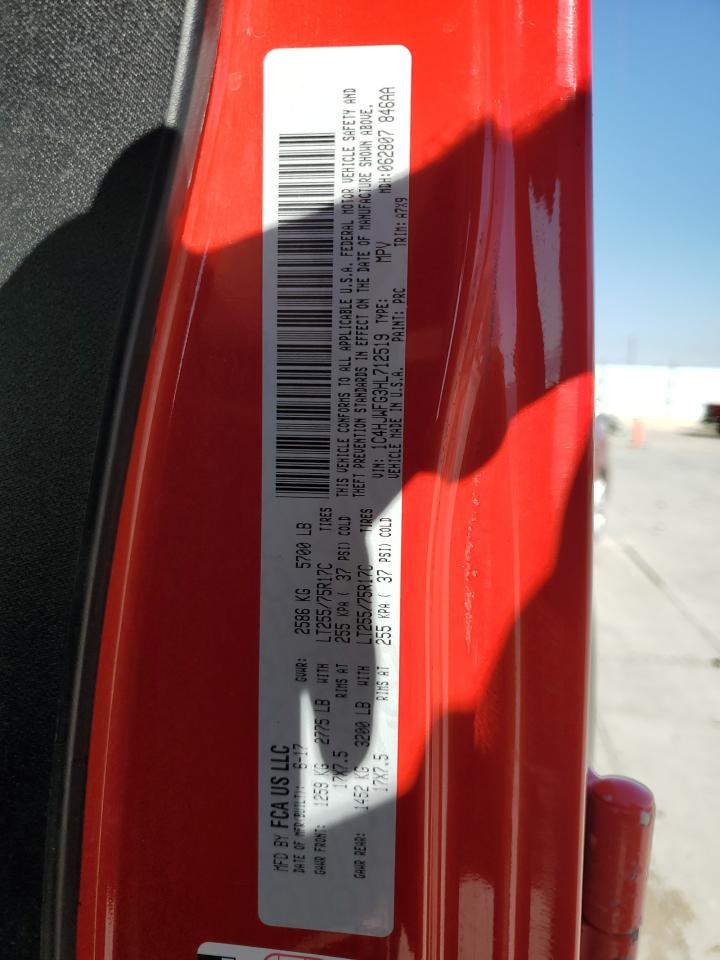 MFD BY FCA US LLC
DATE OF MFR/BUILT: 6-17 GVWR: 2586 KG 5700 LB
GAWR FRONT: 1259 KG 2775 LB WITH LT255/75R17C TIRES
17X7.5 RIMS AT 255 KPA ( 37 PSI) COLD
GAWR REAR: 1452 KG 3200 LB WITH LT255/75R17C TIRES
17X7.5 RIMS AT 255 KPA ( 37 PSI) COLD
THIS VEHICLE CONFORMS TO ALL APPLICABLE U.S.A. FEDERAL MOTOR VEHICLE SAFETY AND
THEFT PREVENTION STANDARDS IN EFFECT ON THE DATE OF MANUFACTURE SHOWN ABOVE.
VIN: 1C4HJWFG3HL712519 TYPE: MPV MDH:062807 846AA
VEHICLE MADE IN U.S.A. PAINT: PRC TRIM: A7X9